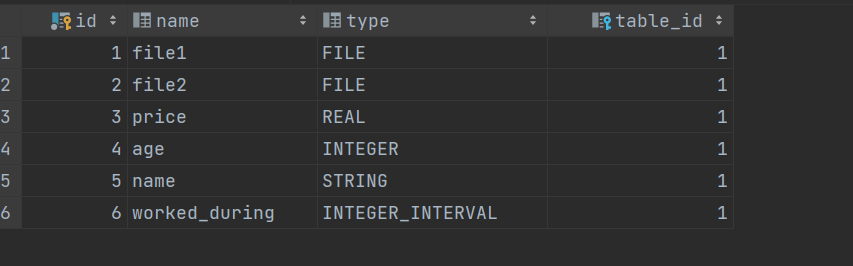 id name type table_id
1 1 file1 FILE 1
2 2 file2 FILE 1
3 3 price REAL 1
4 4 age INTEGER 1
5 5 name STRING 1
6 6 worked_during INTEGER_INTERVAL 1